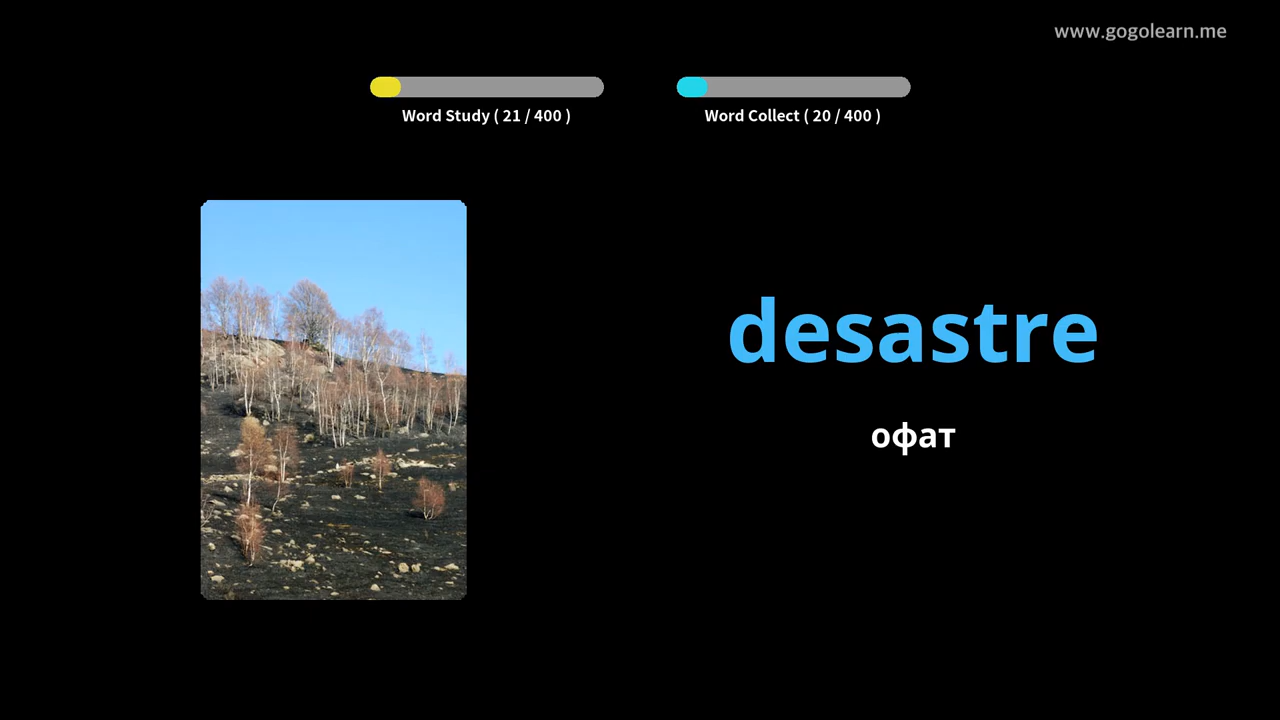 www.gogolearn.me
Word Study ( 21 / 400 )
Word Collect ( 20 / 400 )
desastre
офат